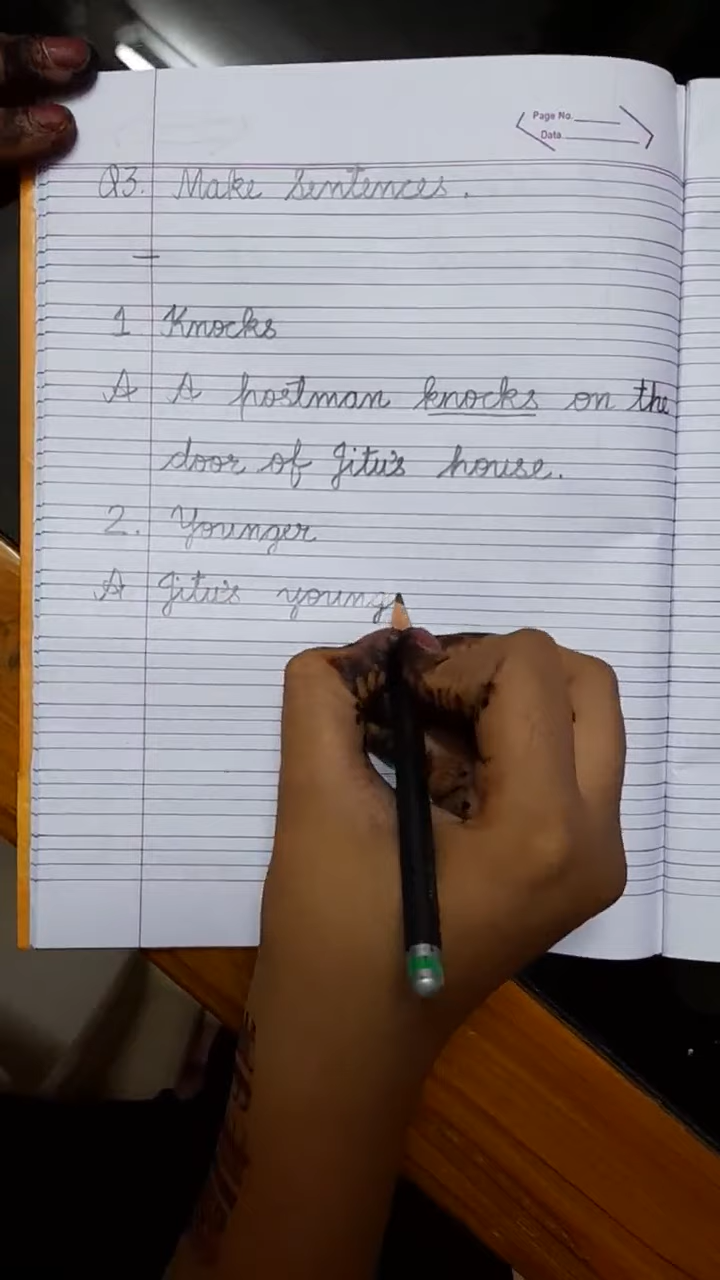 Page No.
Data
Q3. Make Sentences.
1 Knocks
A A postman knocks on the
door of Jitu's house.
2. Younger
A Jitu's young